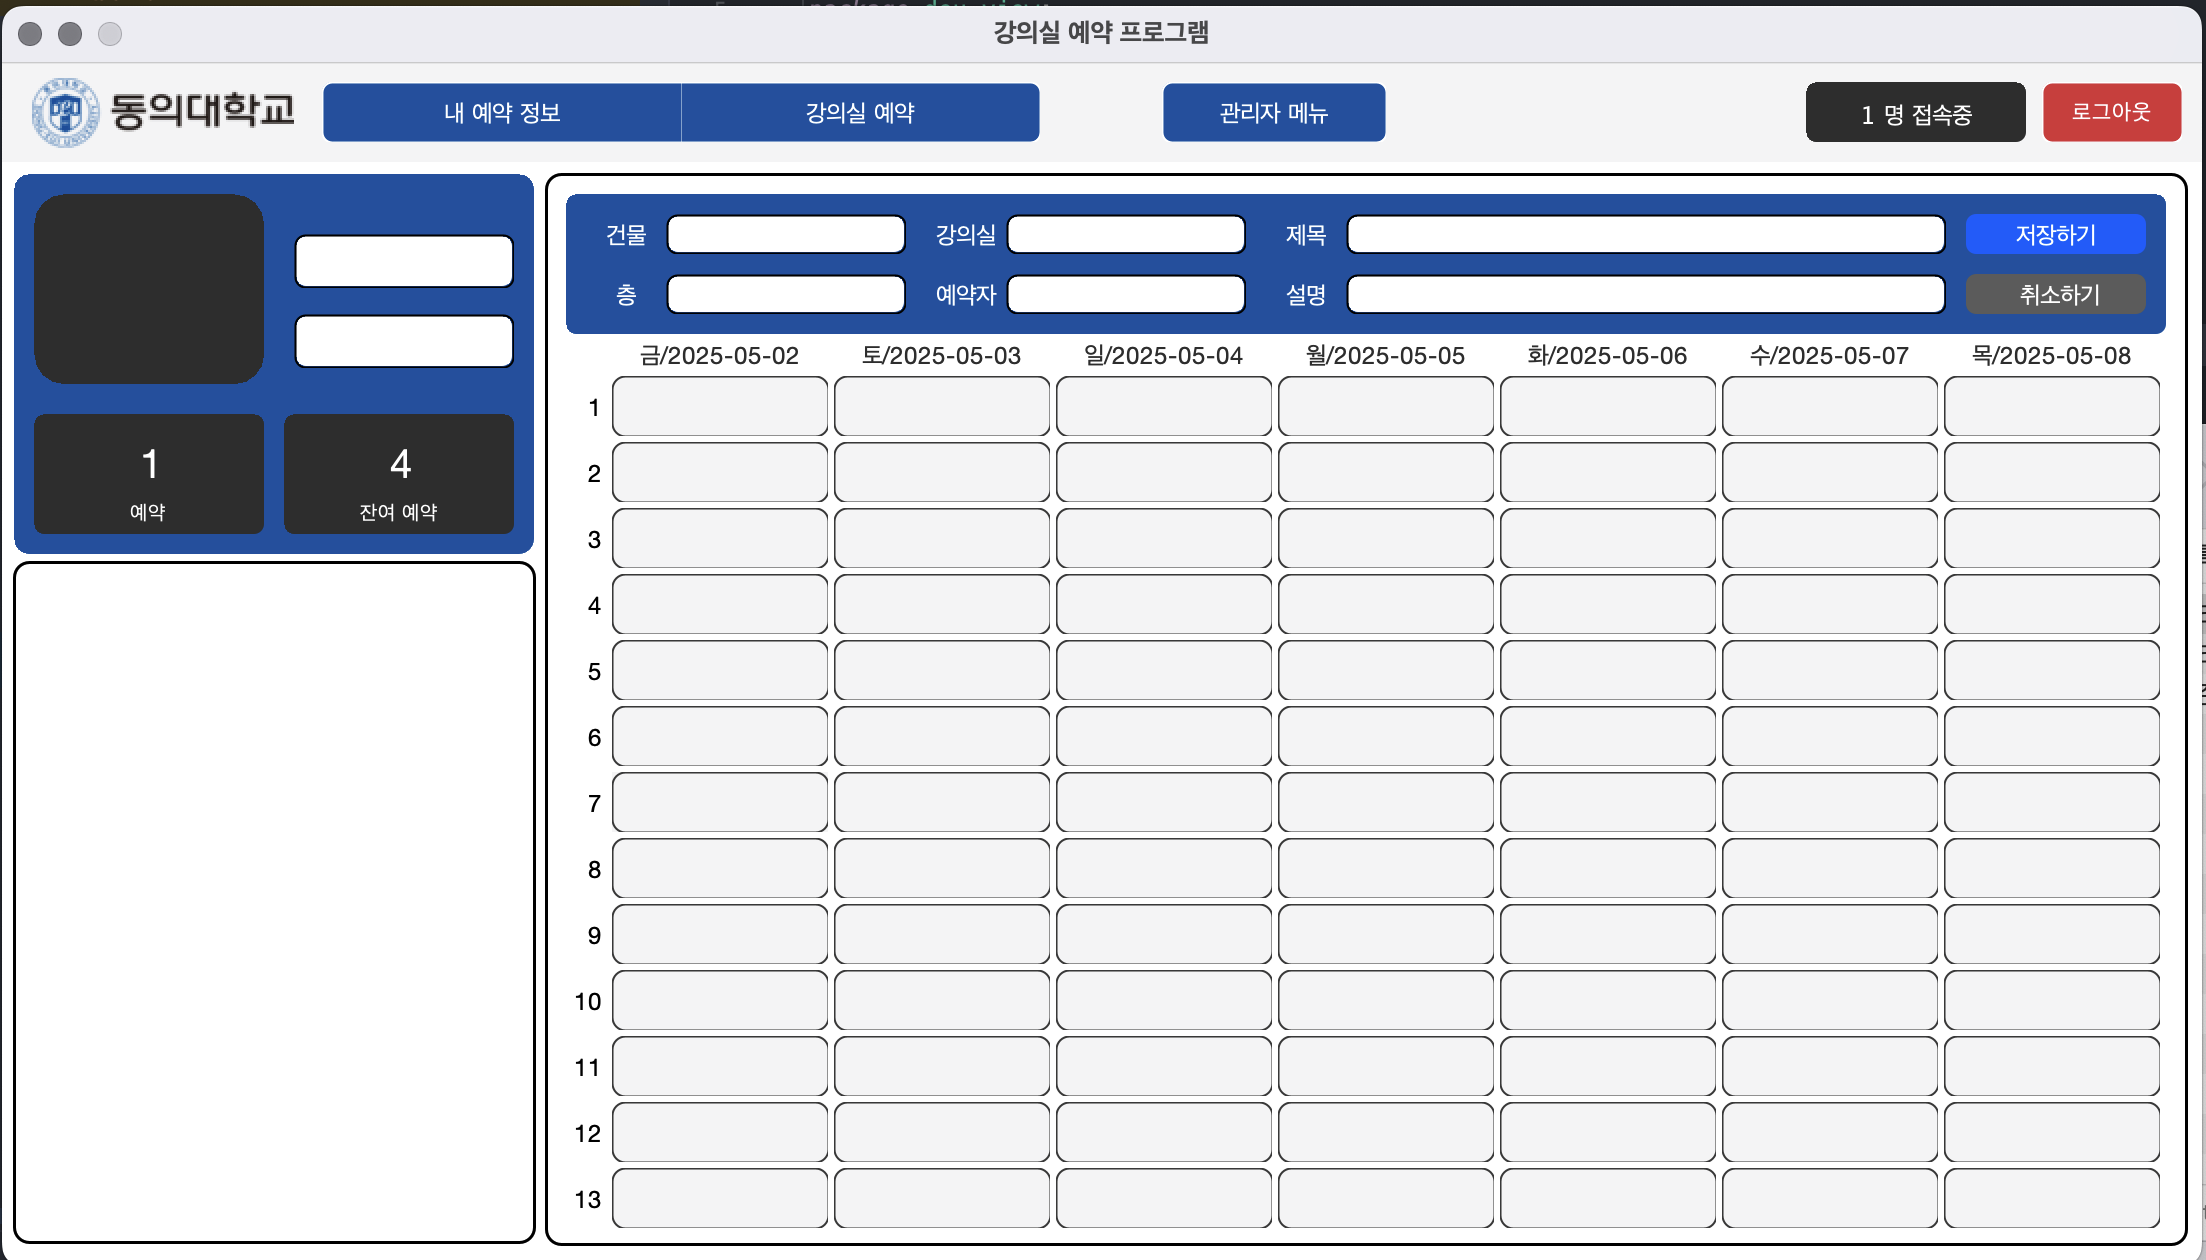 강의실 예약 프로그램
동의대학교 내 예약 정보 강의실 예약 관리자 메뉴 1 명 접속중 로그아웃
1
예약
4
잔여 예약
건물 강의실 제목 저장하기
층 예약자 설명 취소하기
금/2025-05-02 토/2025-05-03 일/2025-05-04 월/2025-05-05 화/2025-05-06 수/2025-05-07 목/2025-05-08
1
2
3
4
5
6
7
8
9
10
11
12
13